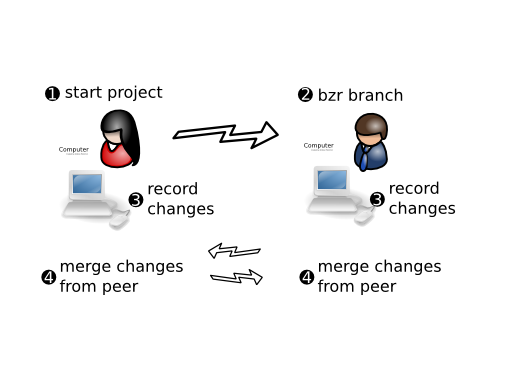 ❶ start project
❷ bzr branch
Computer
Computer
❸ record
changes
❸ record
changes
❹ merge changes
from peer
❹ merge changes
from peer